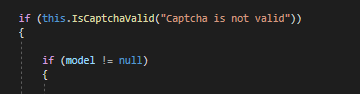 if (this.IsCaptchaValid("Captcha is not valid"))
{
if (model != null)
{